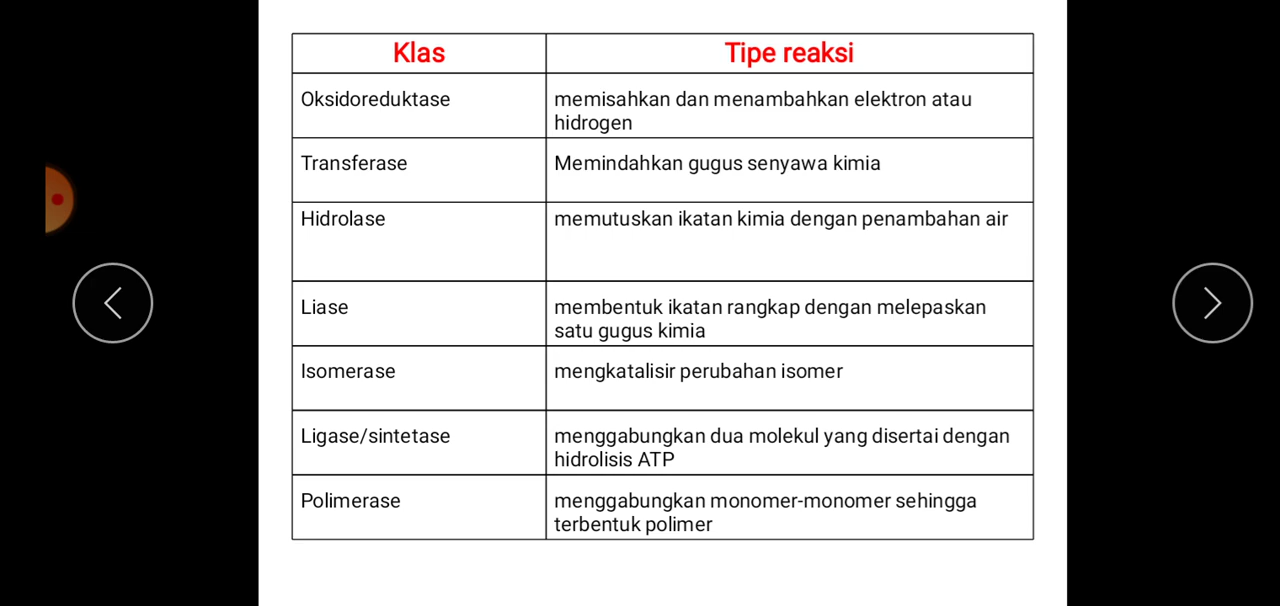 Klas
Tipe reaksi
Oksidoreduktase
memisahkan dan menambahkan elektron atau
hidrogen
Transferase
Memindahkan gugus senyawa kimia
Hidrolase
memutuskan ikatan kimia dengan penambahan air
Liase
membentuk ikatan rangkap dengan melepaskan
satu gugus kimia
Isomerase
mengkatalisir perubahan isomer
Ligase/sintetase
menggabungkan dua molekul yang disertai dengan
hidrolisis ATP
Polimerase
menggabungkan monomer-monomer sehingga
terbentuk polimer